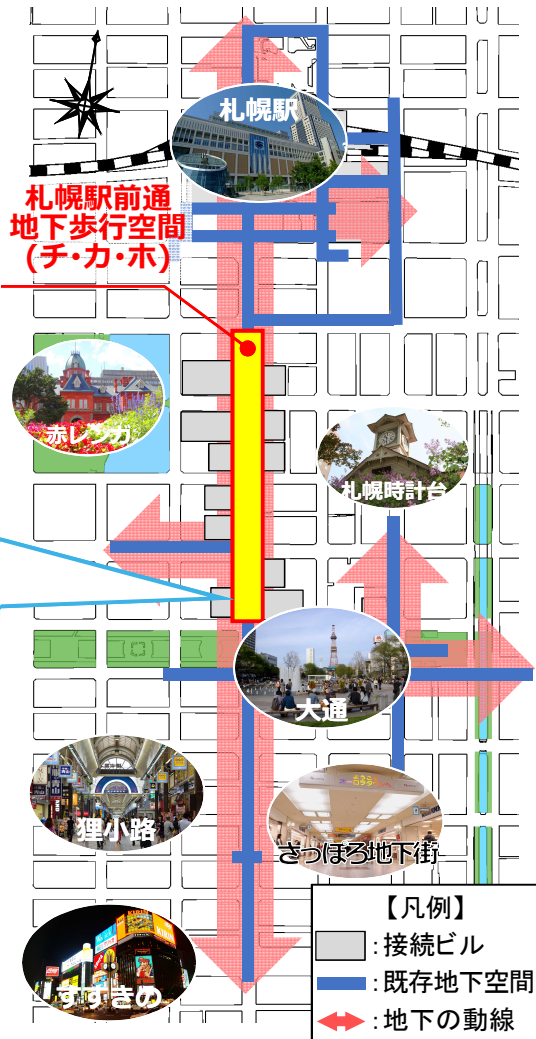 札幌駅
札幌駅前通
地下歩行空間
(チ・カ・ホ)
赤レンガ
札幌時計台
大通
狸小路
さっぽろ地下街
すすきの
【凡例】
:接続ビル
:既存地下空間
:地下の動線